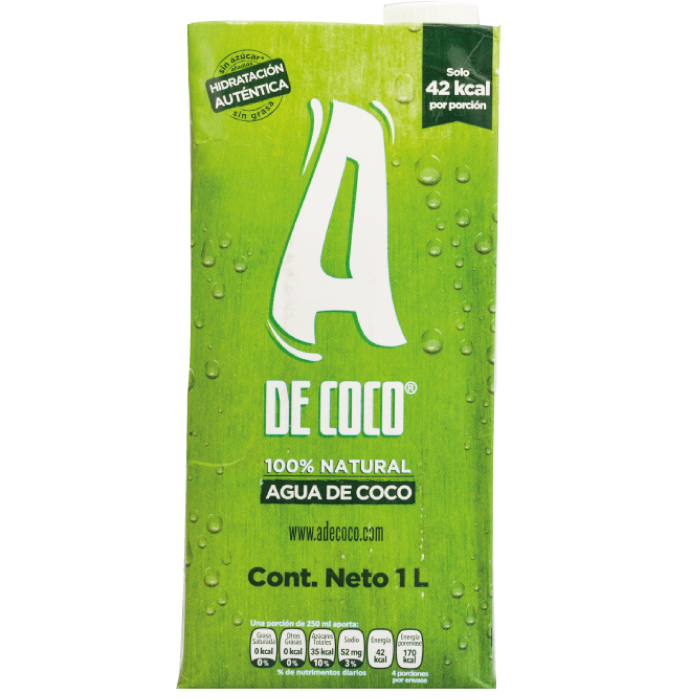 sin azúcar*
añadida
HIDRATACIÓN
AUTÉNTICA
sin grasa
Solo
42 kcal
por porción
A
DE COCO®
100% NATURAL
AGUA DE COCO
www.adecoco.com
Cont. Neto 1 L
Una porción de 250 ml aporta:
Grasa Saturada 0 kcal 0%
Otras Grasas 0 kcal 0%
Azúcares Totales 35 kcal 10%
Sodio 52 mg 3%
Energía 42 kcal
Energía por envase 170 kcal
% de nutrimentos diarios
4 porciones
por envase